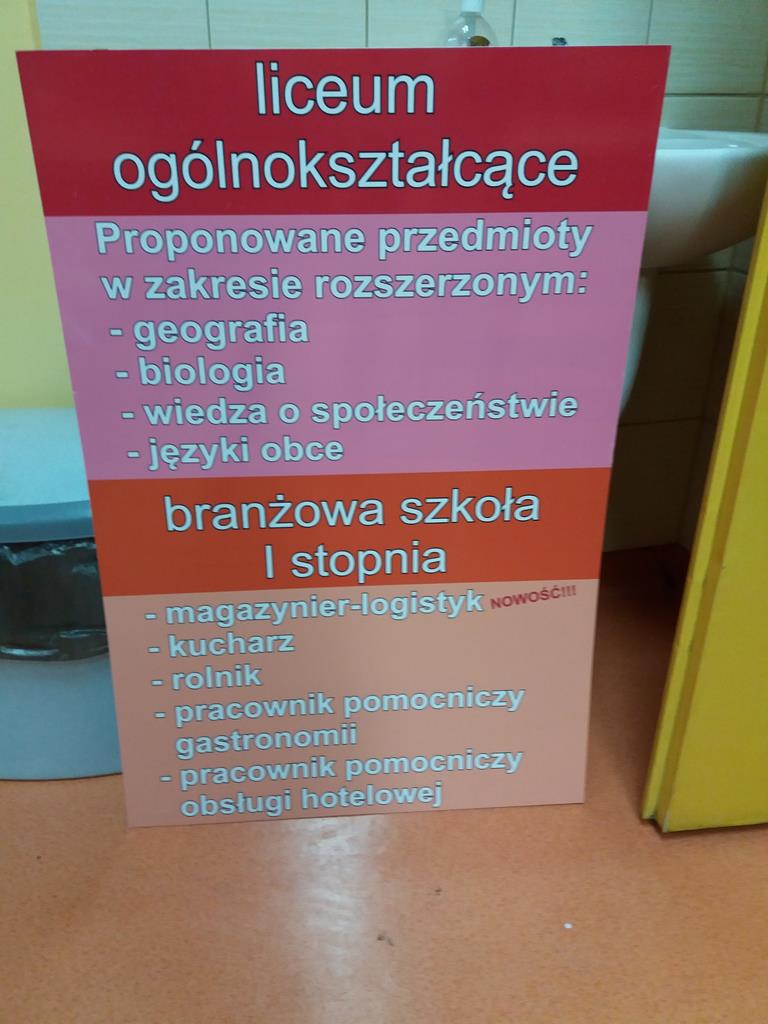 liceum
ogólnokształcące
Proponowane przedmioty
w zakresie rozszerzonym:
- geografia
- biologia
- wiedza o społeczeństwie
- języki obce
branżowa szkoła
I stopnia
- magazynier-logistyk NOWOŚĆ!!!
- kucharz
- rolnik
- pracownik pomocniczy
gastronomii
- pracownik pomocniczy
obsługi hotelowej